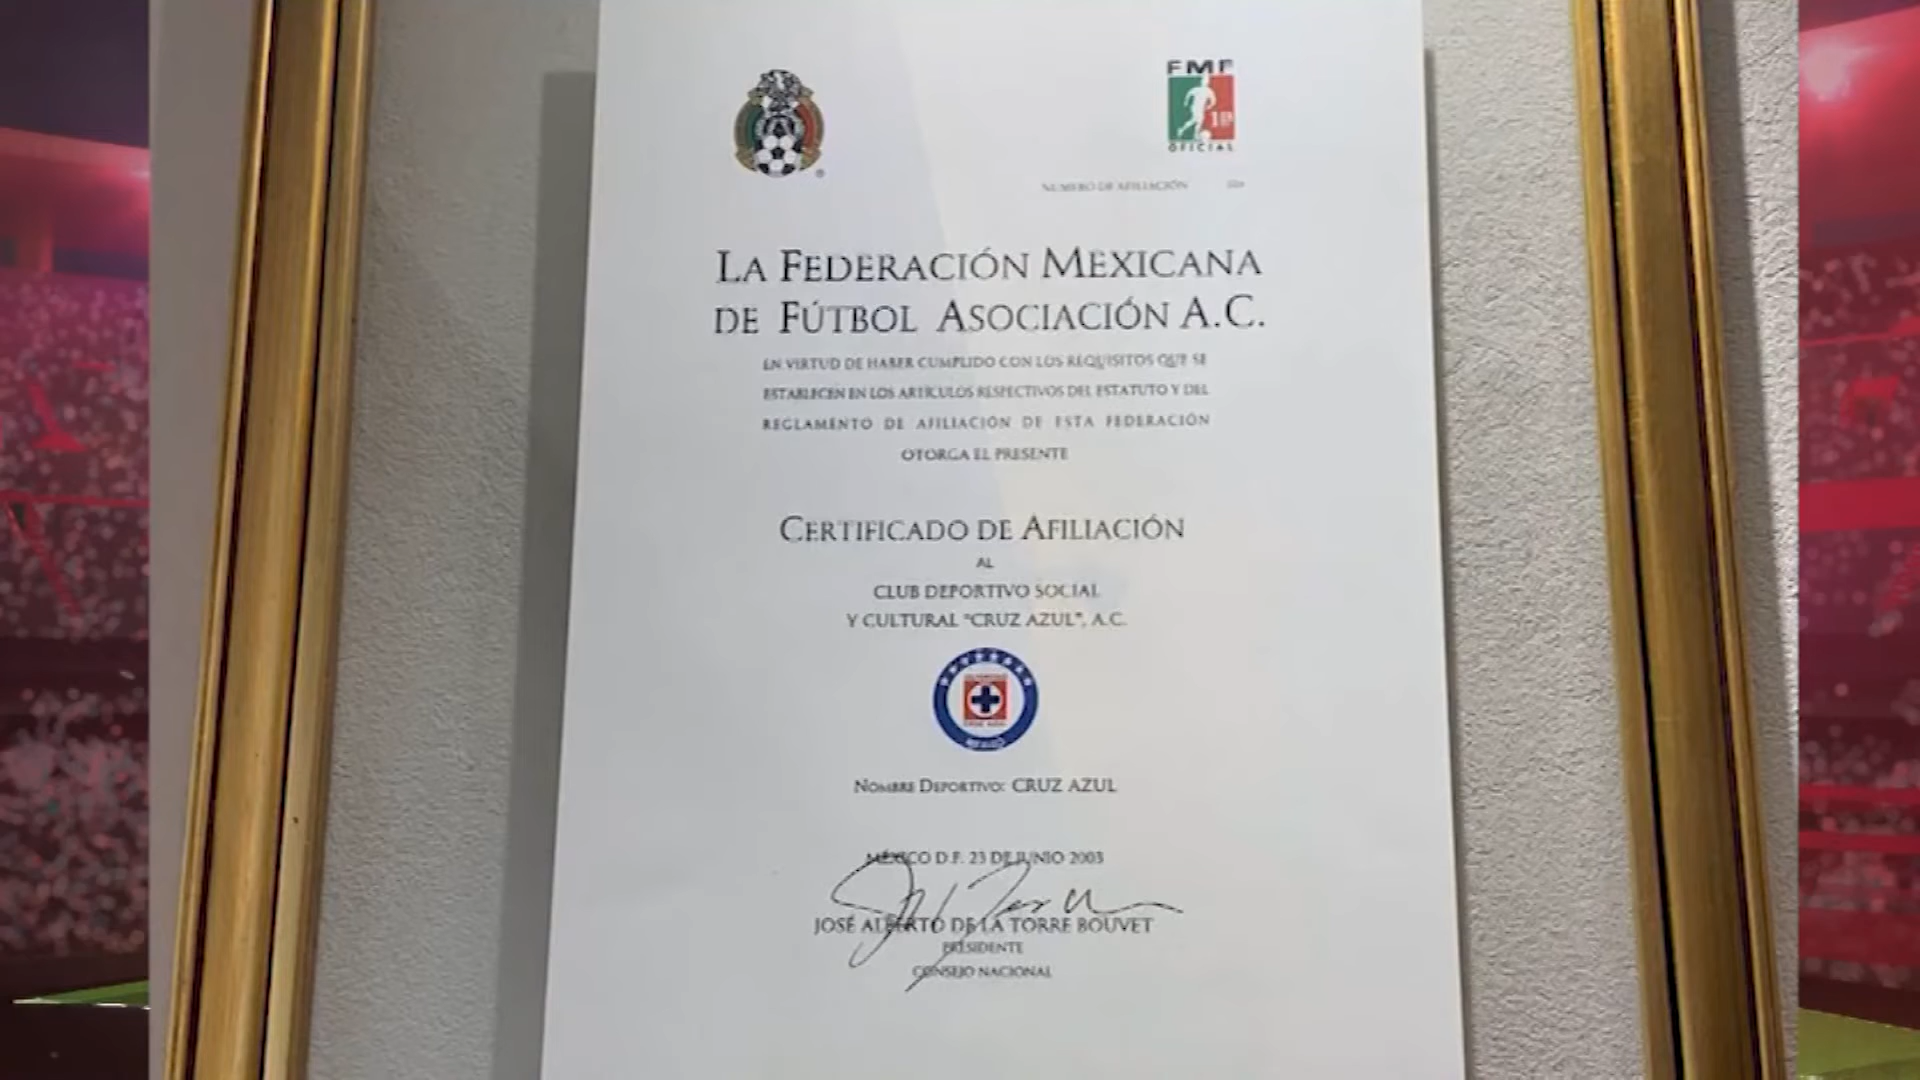 FMF
OFICIAL
NUMERO DE AFILIACIÓN
LA FEDERACIÓN MEXICANA
DE FÚTBOL ASOCIACIÓN A.C.
EN VIRTUD DE HABER CUMPLIDO CON LOS REQUISITOS QUE SE
ESTABLECEN EN LOS ARTÍCULOS RESPECTIVOS DEL ESTATUTO Y DEL
REGLAMENTO DE AFILIACIÓN DE ESTA FEDERACIÓN
OTORGA EL PRESENTE
CERTIFICADO DE AFILIACIÓN
AL
CLUB DEPORTIVO SOCIAL
Y CULTURAL "CRUZ AZUL", A.C.
NOMBRE DEPORTIVO: CRUZ AZUL
MÉXICO D.F. 23 DE JUNIO 2003
JOSÉ ALBERTO DE LA TORRE BOUVET
PRESIDENTE
CONSEJO NACIONAL